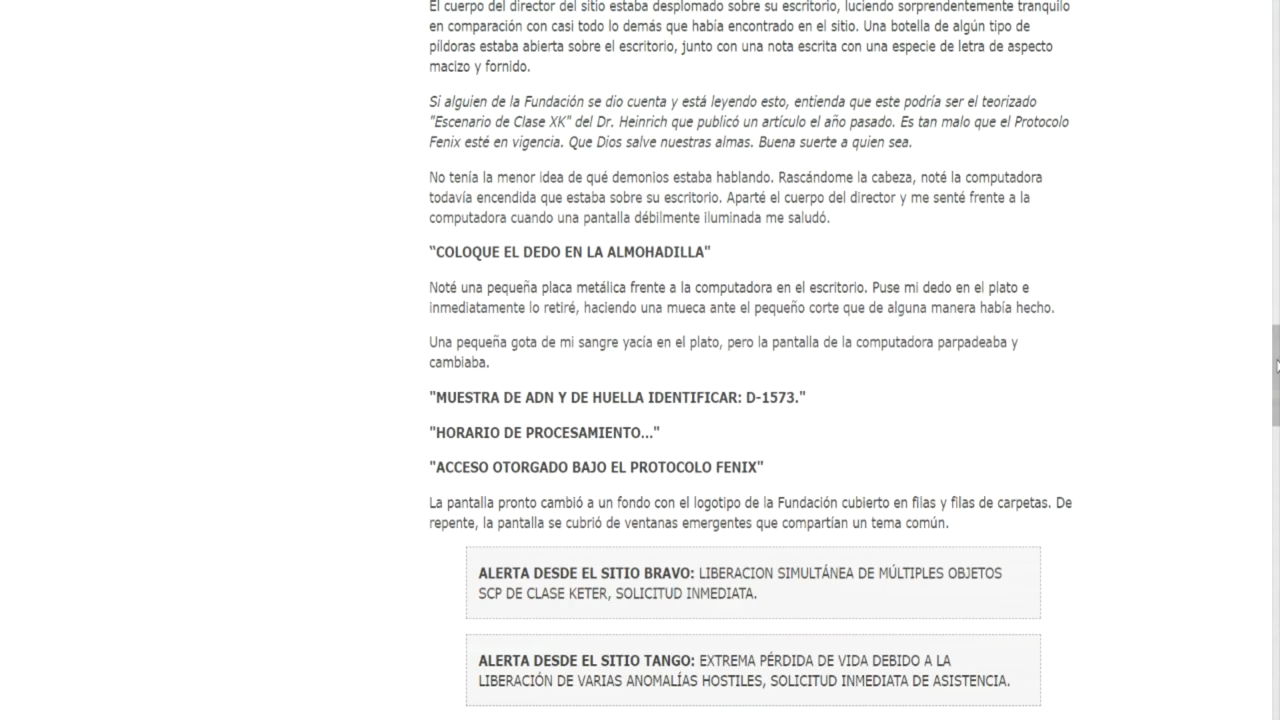 El cuerpo del director del sitio estaba desplomado sobre su escritorio, luciendo sorprendentemente tranquilo
en comparación con casi todo lo demás que había encontrado en el sitio. Una botella de algún tipo de
píldoras estaba abierta sobre el escritorio, junto con una nota escrita con una especie de letra de aspecto
macizo y fornido.
Si alguien de la Fundación se dio cuenta y está leyendo esto, entienda que este podría ser el teorizado
"Escenario de Clase XK" del Dr. Heinrich que publicó un artículo el año pasado. Es tan malo que el Protocolo
Fenix esté en vigencia. Que Dios salve nuestras almas. Buena suerte a quien sea.
No tenía la menor idea de qué demonios estaba hablando. Rascándome la cabeza, noté la computadora
todavía encendida que estaba sobre su escritorio. Aparté el cuerpo del director y me senté frente a la
computadora cuando una pantalla débilmente iluminada me saludó.
“COLOQUE EL DEDO EN LA ALMOHADILLA"
Noté una pequeña placa metálica frente a la computadora en el escritorio. Puse mi dedo en el plato e
inmediatamente lo retiré, haciendo una mueca ante el pequeño corte que de alguna manera había hecho.
Una pequeña gota de mi sangre yacía en el plato, pero la pantalla de la computadora parpadeaba y
cambiaba.
"MUESTRA DE ADN Y DE HUELLA IDENTIFICAR: D-1573."
"HORARIO DE PROCESAMIENTO..."
"ACCESO OTORGADO BAJO EL PROTOCOLO FENIX"
La pantalla pronto cambió a un fondo con el logotipo de la Fundación cubierto en filas y filas de carpetas. De
repente, la pantalla se cubrió de ventanas emergentes que compartían un tema común.
ALERTA DESDE EL SITIO BRAVO: LIBERACION SIMULTÁNEA DE MÚLTIPLES OBJETOS
SCP DE CLASE KETER, SOLICITUD INMEDIATA.
ALERTA DESDE EL SITIO TANGO: EXTREMA PÉRDIDA DE VIDA DEBIDO A LA
LIBERACIÓN DE VARIAS ANOMALÍAS HOSTILES, SOLICITUD INMEDIATA DE ASISTENCIA.